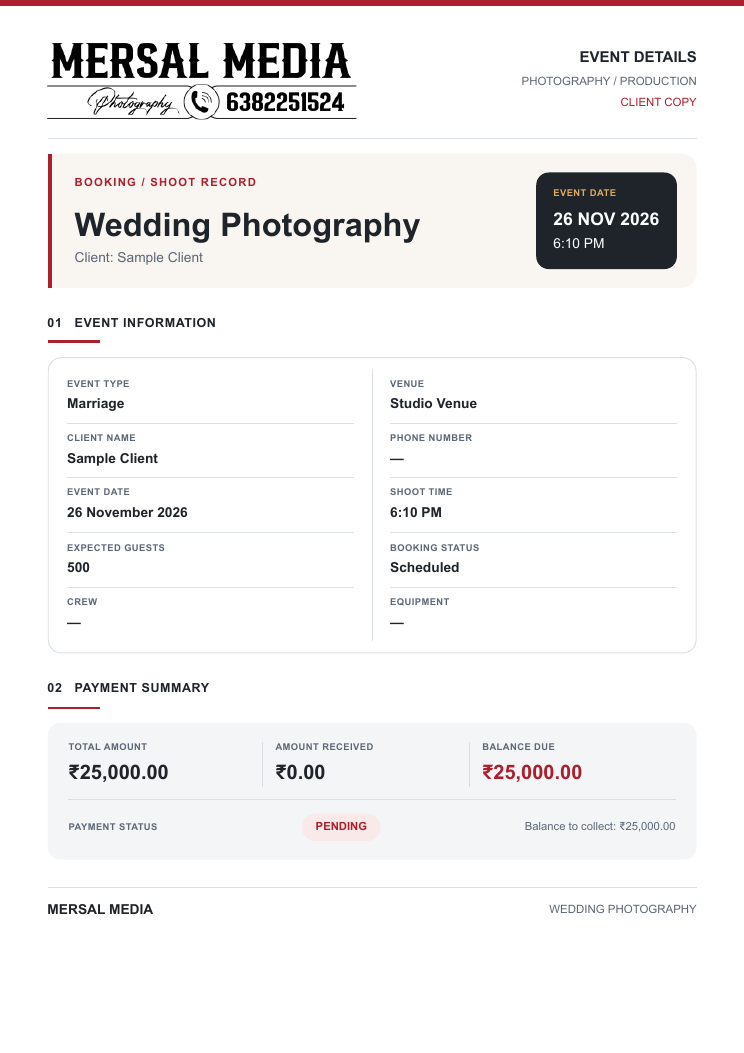 MERSAL MEDIA
Photography 6382251524
EVENT DETAILS
PHOTOGRAPHY / PRODUCTION
CLIENT COPY
BOOKING / SHOOT RECORD
Wedding Photography
Client: Sample Client
EVENT DATE
26 NOV 2026
6:10 PM
01 EVENT INFORMATION
EVENT TYPE
Marriage
VENUE
Studio Venue
CLIENT NAME
Sample Client
PHONE NUMBER
—
EVENT DATE
26 November 2026
SHOOT TIME
6:10 PM
EXPECTED GUESTS
500
BOOKING STATUS
Scheduled
CREW
—
EQUIPMENT
—
02 PAYMENT SUMMARY
TOTAL AMOUNT
₹25,000.00
AMOUNT RECEIVED
₹0.00
BALANCE DUE
₹25,000.00
PAYMENT STATUS
PENDING
Balance to collect: ₹25,000.00
MERSAL MEDIA
WEDDING PHOTOGRAPHY